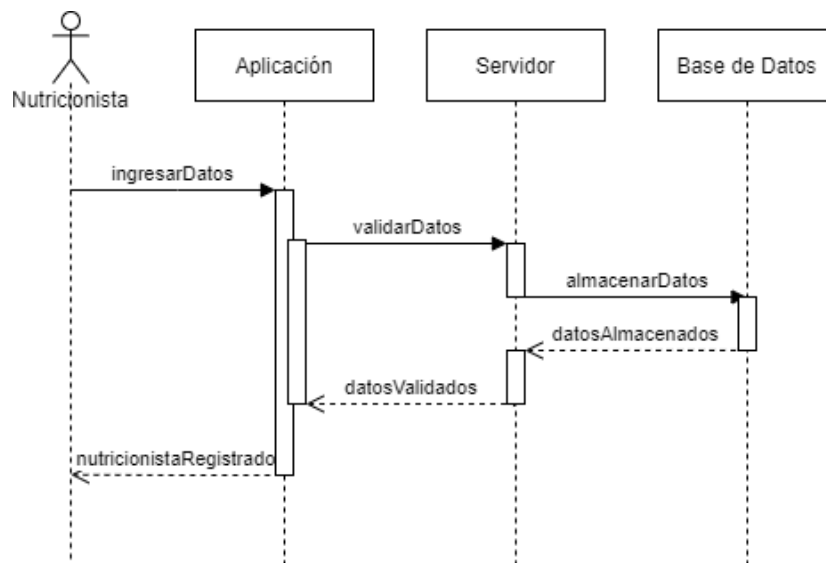 Aplicación
Servidor
Base de Datos
Nutricionista
ingresarDatos
validarDatos
almacenarDatos
datosAlmacenados
datosValidados
nutricionistaRegistrado